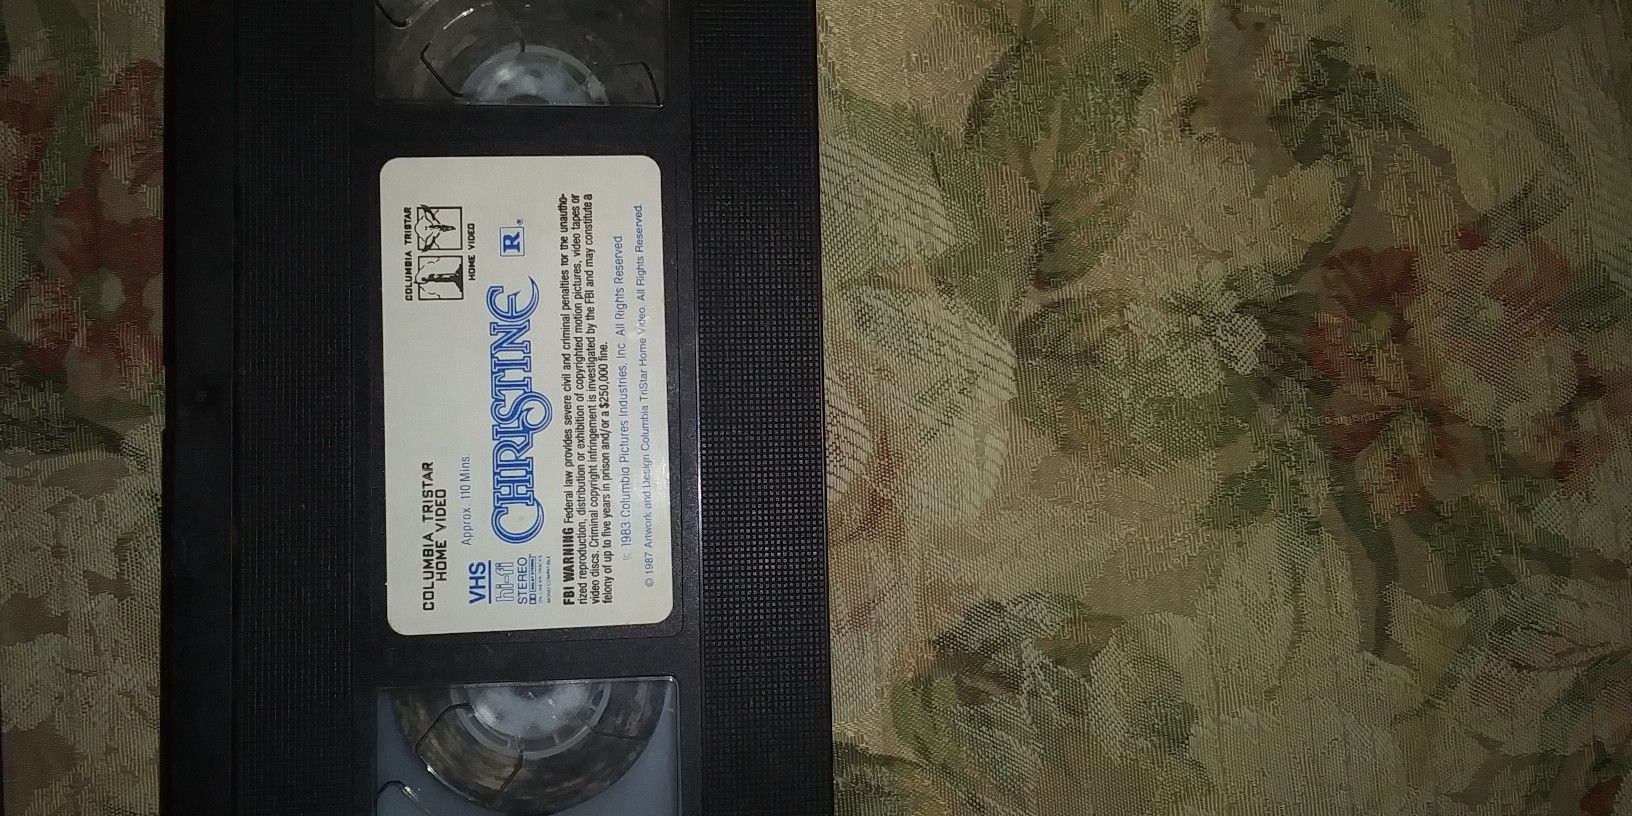 COLUMBIA TRISTAR
HOME VIDEO
COLUMBIA TRISTAR
HOME VIDEO
VHS
Approx. 110 Mins.
hi-fi
STEREO
CHRISTINE
R
®
FBI WARNING Federal law provides severe civil and criminal penalties for the unautho-
rized reproduction, distribution or exhibition of copyrighted motion pictures, video tapes or
video discs. Criminal copyright infringement is investigated by the FBI and may constitute a
felony of up to five years in prison and/or a $250,000 fine.
© 1983 Columbia Pictures Industries, Inc. All Rights Reserved
© 1987 Artwork and Design Columbia TriStar Home Video. All Rights Reserved.